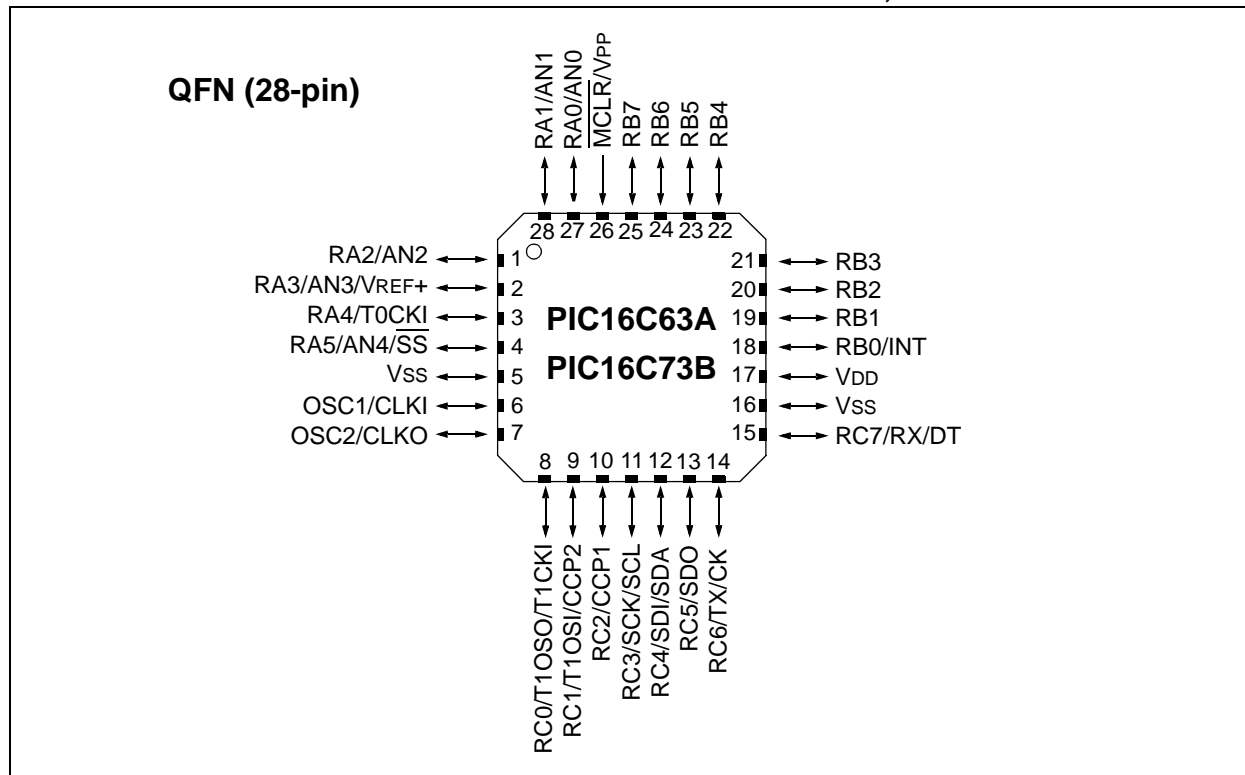 QFN (28-pin)
RA1/AN1
RA0/AN0
MCLR/VPP
RB7
RB6
RB5
RB4
28 27 26 25 24 23 22
RA2/AN2 1
RA3/AN3/VREF+ 2
RA4/T0CKI 3
RA5/AN4/SS 4
VSS 5
OSC1/CLKI 6
OSC2/CLKO 7
PIC16C63A
PIC16C73B
21 RB3
20 RB2
19 RB1
18 RB0/INT
17 VDD
16 VSS
15 RC7/RX/DT
8 9 10 11 12 13 14
RC0/T1OSO/T1CKI
RC1/T1OSI/CCP2
RC2/CCP1
RC3/SCK/SCL
RC4/SDI/SDA
RC5/SDO
RC6/TX/CK